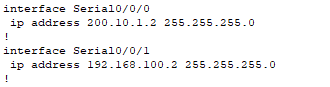 interface Serial0/0/0
 ip address 200.10.1.2 255.255.255.0
!
interface Serial0/0/1
 ip address 192.168.100.2 255.255.255.0
!